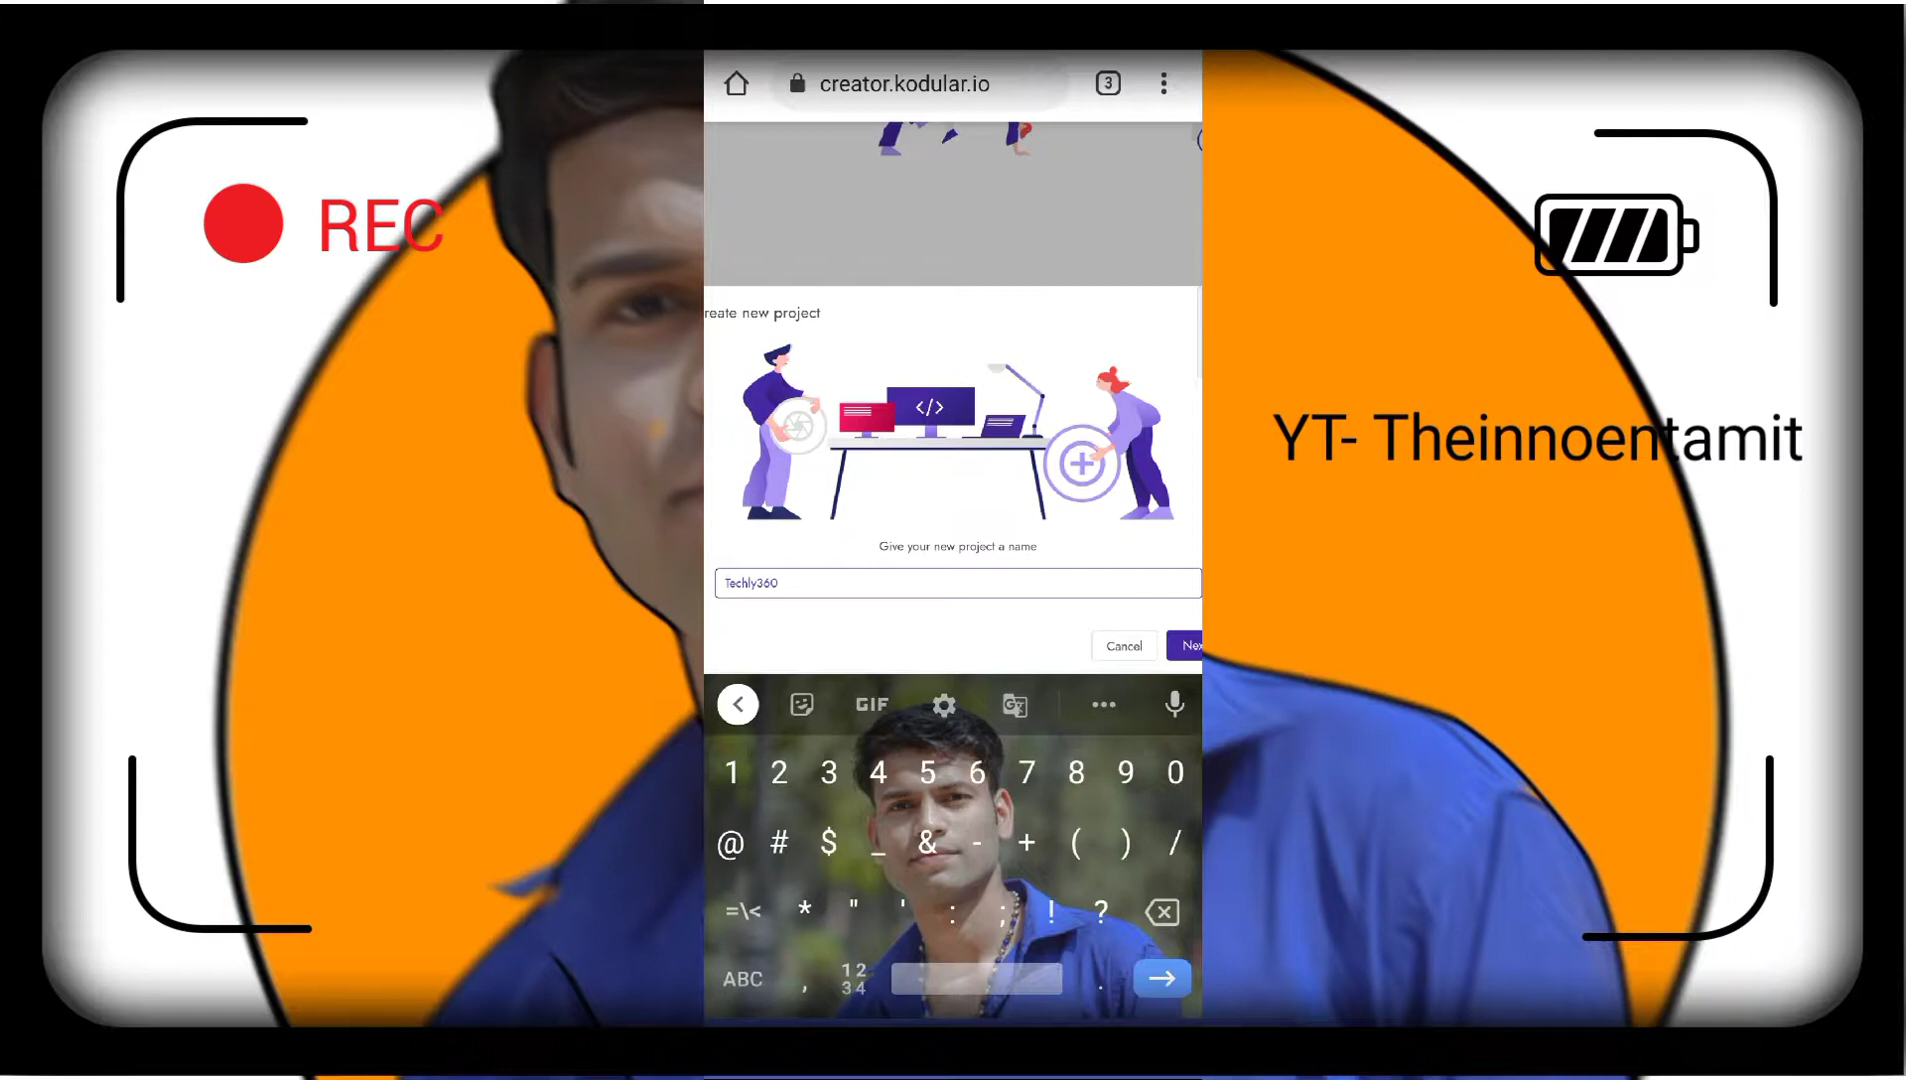 creator.kodular.io
3
REC
reate new project
</>
YT- Theinnoentamit
Give your new project a name
Techly360
Cancel
Nex
GIF
1 2 3 4 5 6 7 8 9 0
@ # $ _ & - + ( ) /
=\< * " ' : ; ! ?
ABC , 12 34 .